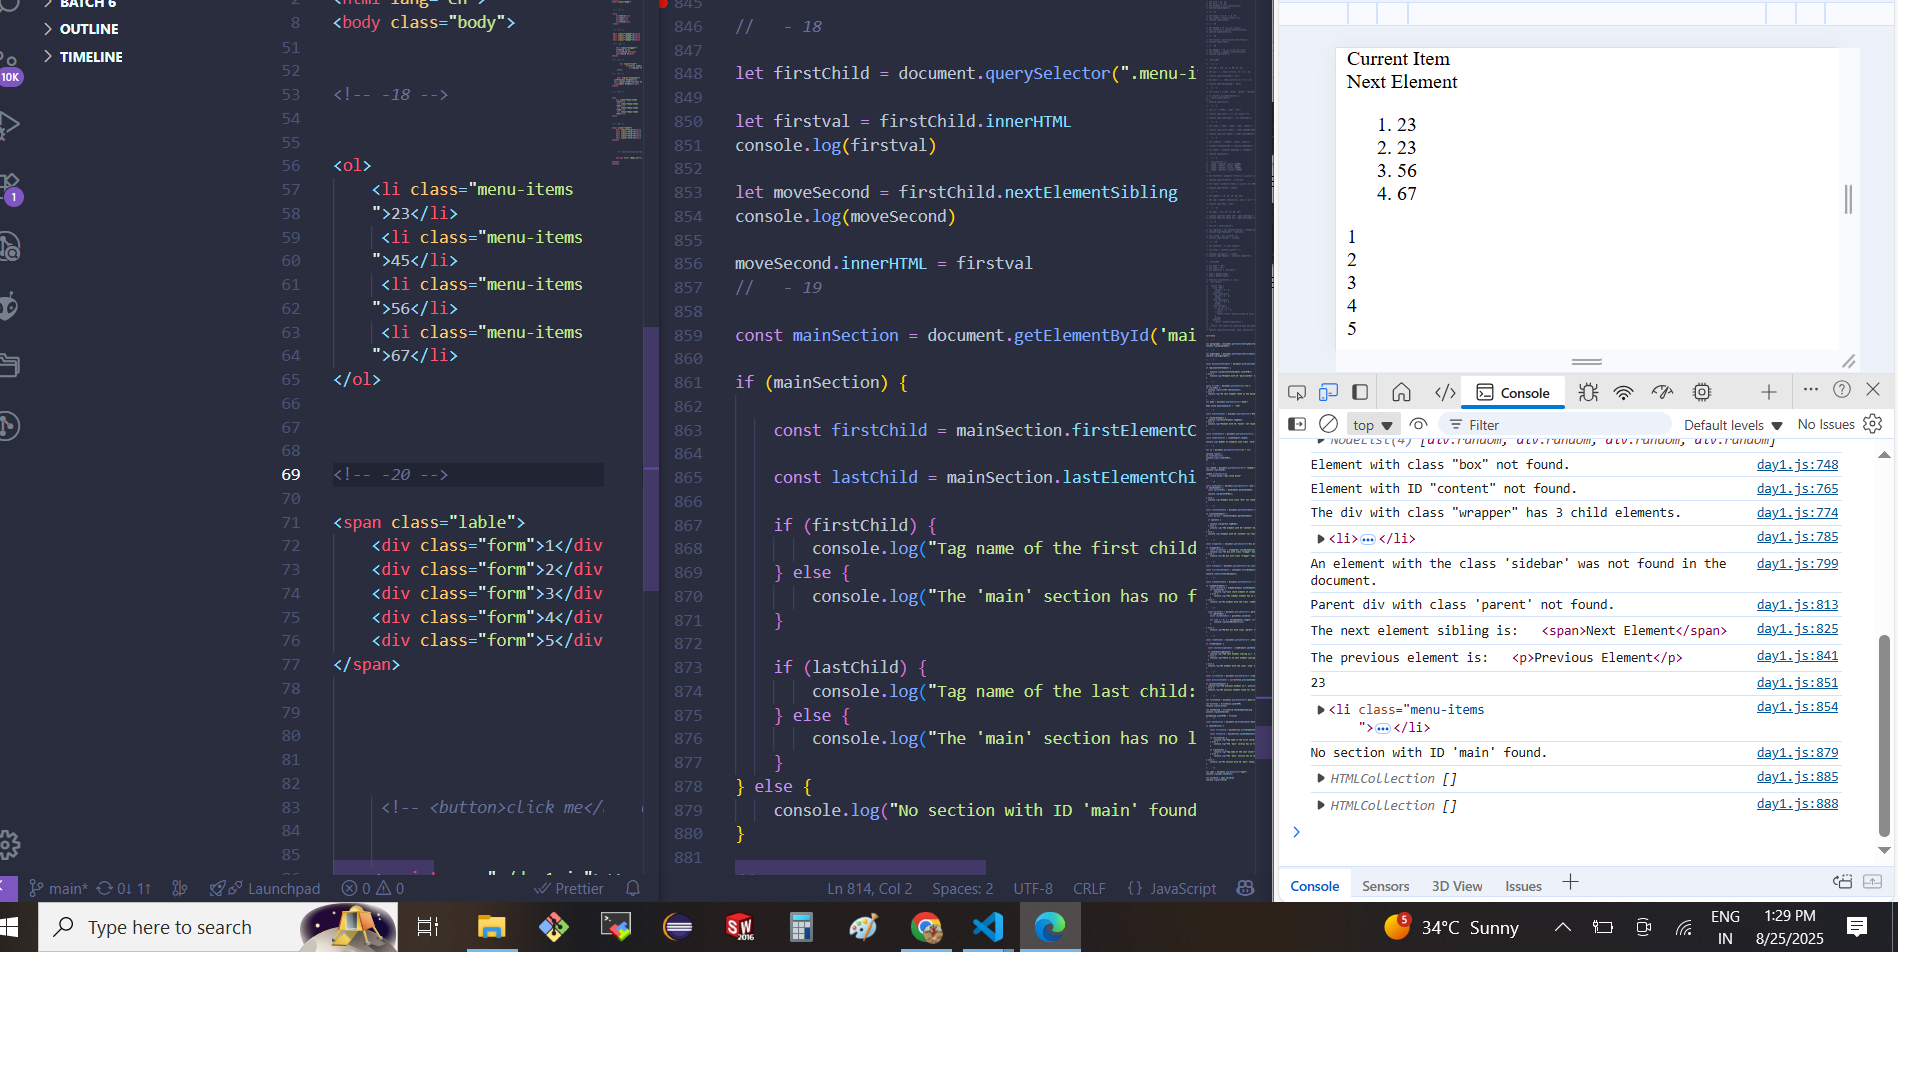 BATCH 6
OUTLINE
TIMELINE
10K
1
8 <body class="body">
51
52
53 <!-- -18 -->
54
55
56 <ol>
57 <li class="menu-items
58 ">23</li>
59 <li class="menu-items
60 ">45</li>
61 <li class="menu-items
62 ">56</li>
63 <li class="menu-items
64 ">67</li>
65 </ol>
66
67
68
69 <!-- -20 -->
70
71 <span class="lable">
72 <div class="form">1</div
73 <div class="form">2</div
74 <div class="form">3</div
75 <div class="form">4</div
76 <div class="form">5</div
77 </span>
78
79
80
81
82
83 <!-- <button>click me</
84
85
845
846 // - 18
847
848 let firstChild = document.querySelector(".menu-i
849
850 let firstval = firstChild.innerHTML
851 console.log(firstval)
852
853 let moveSecond = firstChild.nextElementSibling
854 console.log(moveSecond)
855
856 moveSecond.innerHTML = firstval
857 // - 19
858
859 const mainSection = document.getElementById('mai
860
861 if (mainSection) {
862
863 const firstChild = mainSection.firstElementC
864
865 const lastChild = mainSection.lastElementChi
866
867 if (firstChild) {
868 console.log("Tag name of the first child
869 } else {
870 console.log("The 'main' section has no f
871 }
872
873 if (lastChild) {
874 console.log("Tag name of the last child:
875 } else {
876 console.log("The 'main' section has no l
877 }
878 } else {
879 console.log("No section with ID 'main' found
880 }
881
main* 0↓ 1↑ Launchpad 0 0 Prettier
Ln 814, Col 2 Spaces: 2 UTF-8 CRLF {} JavaScript
Current Item
Next Element
1. 23
2. 23
3. 56
4. 67
1
2
3
4
5
Console
top Filter Default levels No Issues
NodeList(4) [div.random, div.random, div.random, div.random]
Element with class "box" not found. day1.js:748
Element with ID "content" not found. day1.js:765
The div with class "wrapper" has 3 child elements. day1.js:774
<li>…</li> day1.js:785
An element with the class 'sidebar' was not found in the day1.js:799
document.
Parent div with class 'parent' not found. day1.js:813
The next element sibling is: <span>Next Element</span> day1.js:825
The previous element is: <p>Previous Element</p> day1.js:841
23 day1.js:851
<li class="menu-items day1.js:854
">…</li>
No section with ID 'main' found. day1.js:879
HTMLCollection [] day1.js:885
HTMLCollection [] day1.js:888
Console Sensors 3D View Issues
Type here to search
SW
2016
5
34°C Sunny
ENG
IN
1:29 PM
8/25/2025